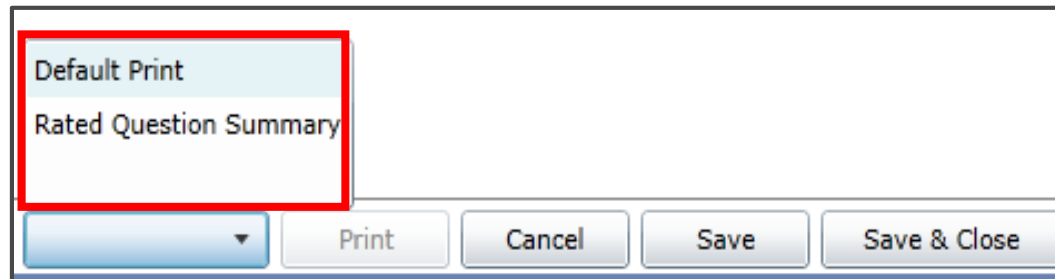 Default Print
Rated Question Summary
Print Cancel Save Save & Close